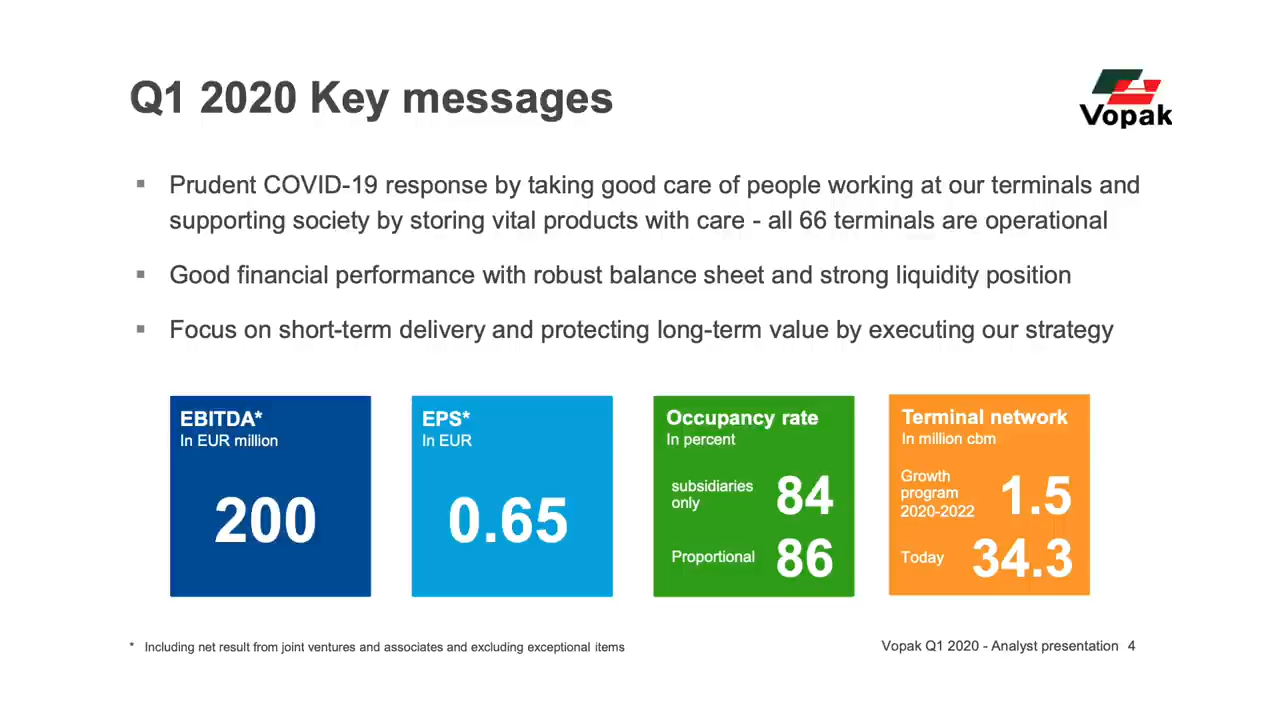 Q1 2020 Key messages
Vopak
▪ Prudent COVID-19 response by taking good care of people working at our terminals and
supporting society by storing vital products with care - all 66 terminals are operational
▪ Good financial performance with robust balance sheet and strong liquidity position
▪ Focus on short-term delivery and protecting long-term value by executing our strategy
EBITDA*
In EUR million
200
EPS*
In EUR
0.65
Occupancy rate
In percent
subsidiaries
only
84
Proportional
86
Terminal network
In million cbm
Growth
program
2020-2022
1.5
Today
34.3
* Including net result from joint ventures and associates and excluding exceptional items
Vopak Q1 2020 - Analyst presentation 4